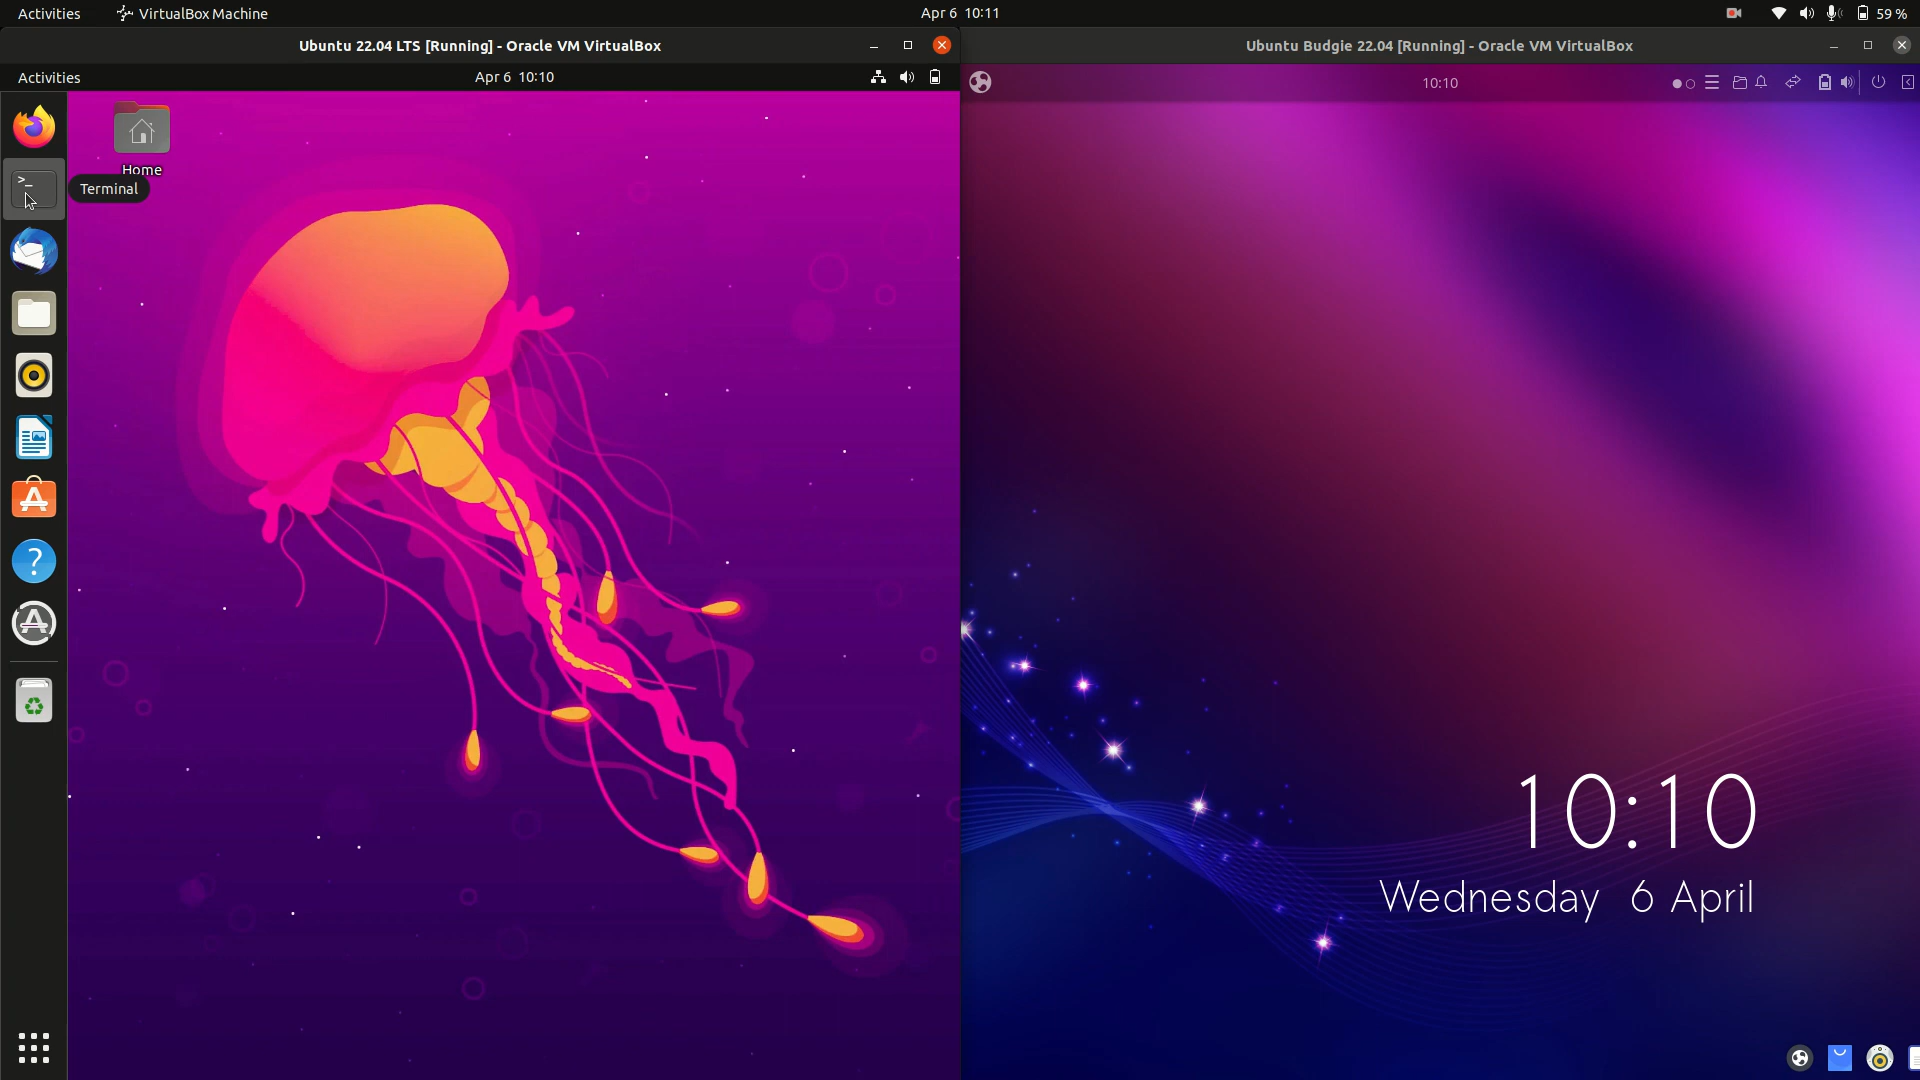 Activities VirtualBox Machine Apr 6 10:11 59 %
Ubuntu 22.04 LTS [Running] - Oracle VM VirtualBox
Activities Apr 6 10:10
Home
>_
Terminal
?
Ubuntu Budgie 22.04 [Running] - Oracle VM VirtualBox
10:10
10:10
Wednesday 6 April